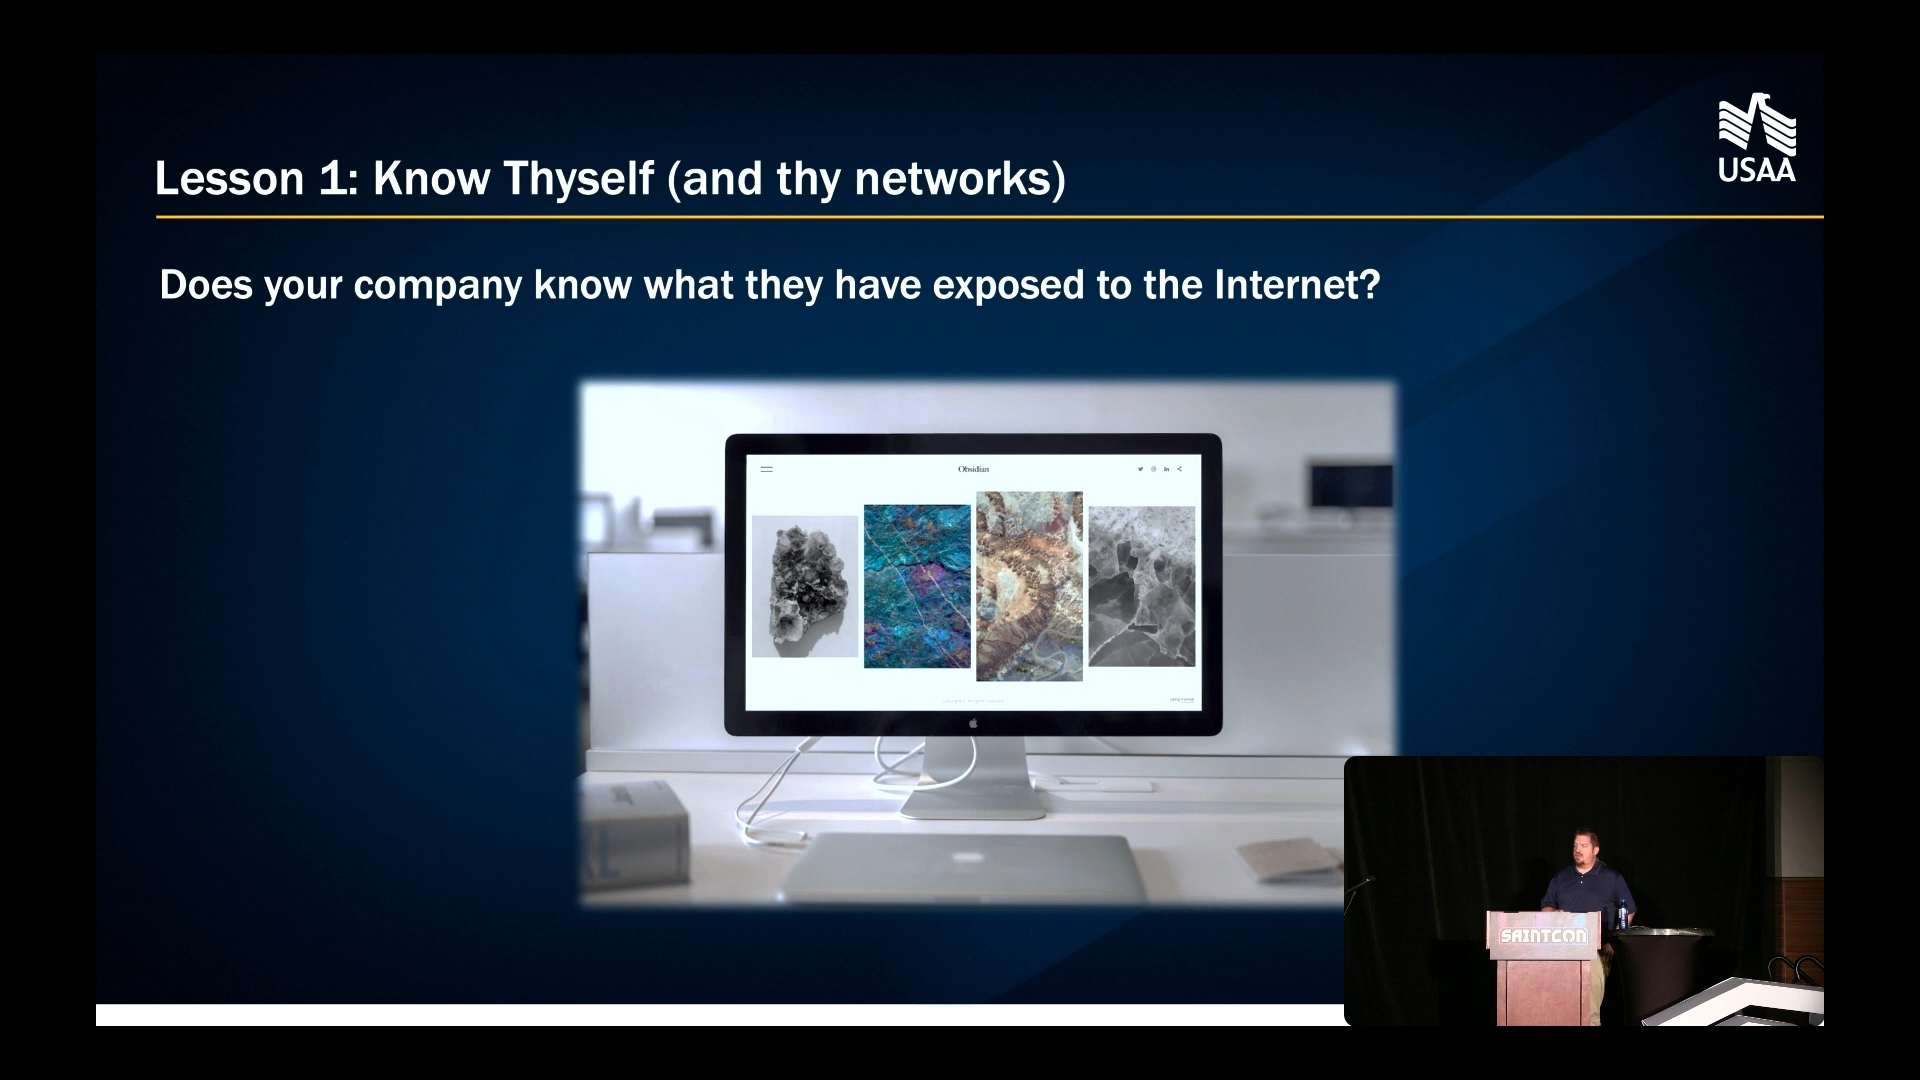 USAA
Lesson 1: Know Thyself (and thy networks)
Does your company know what they have exposed to the Internet?
Obsidian
SAINTCON